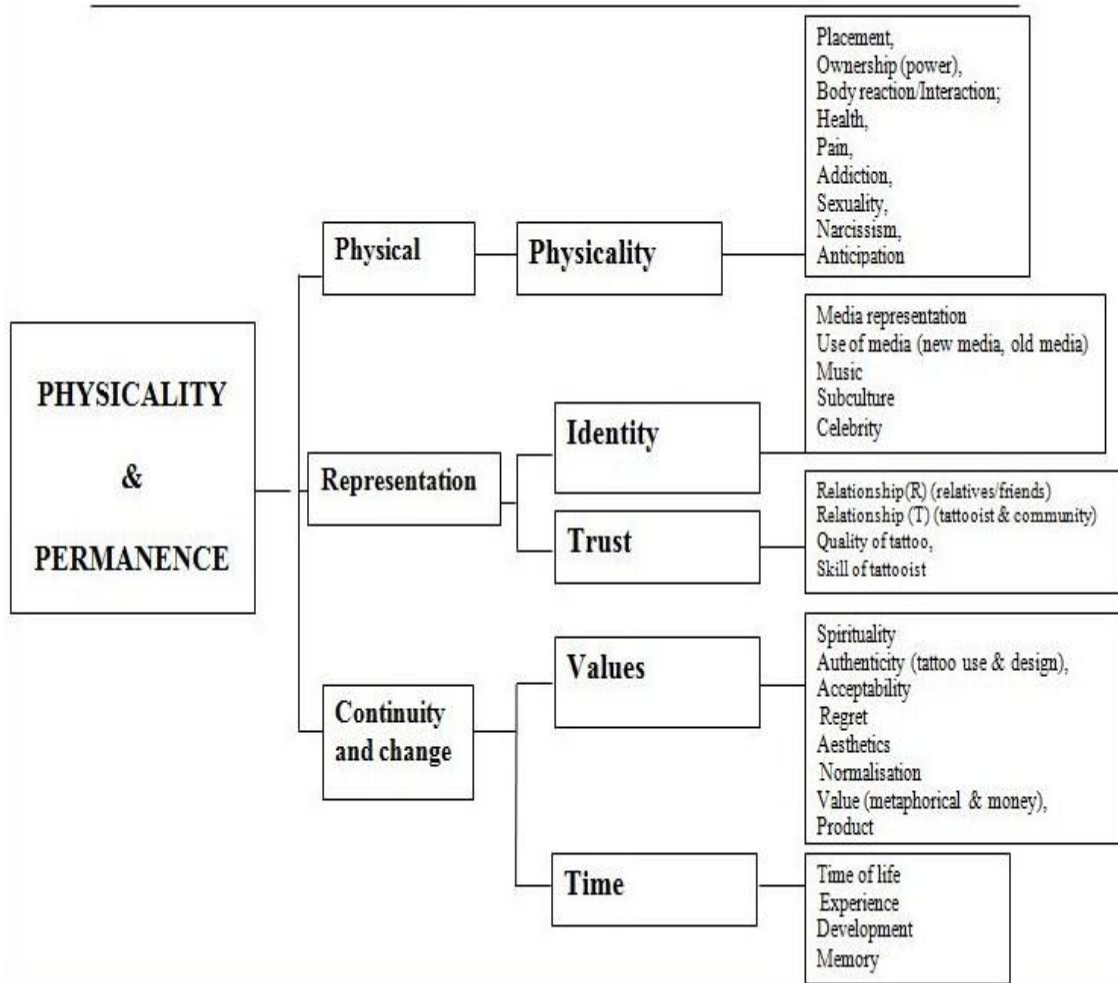 PHYSICALITY
&
PERMANENCE
Physical
Physicality
Placement,
Ownership (power),
Body reaction/Interaction;
Health,
Pain,
Addiction,
Sexuality,
Narcissism,
Anticipation
Representation
Identity
Media representation
Use of media (new media, old media)
Music
Subculture
Celebrity
Trust
Relationship(R) (relatives/friends)
Relationship (T) (tattooist & community)
Quality of tattoo,
Skill of tattooist
Continuity
and change
Values
Spirituality
Authenticity (tattoo use & design),
Acceptability
Regret
Aesthetics
Normalisation
Value (metaphorical & money),
Product
Time
Time of life
Experience
Development
Memory